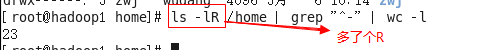 [root@hadoop1 home]# ls -lR /home | grep "^-" | wc -l
23
多了个R